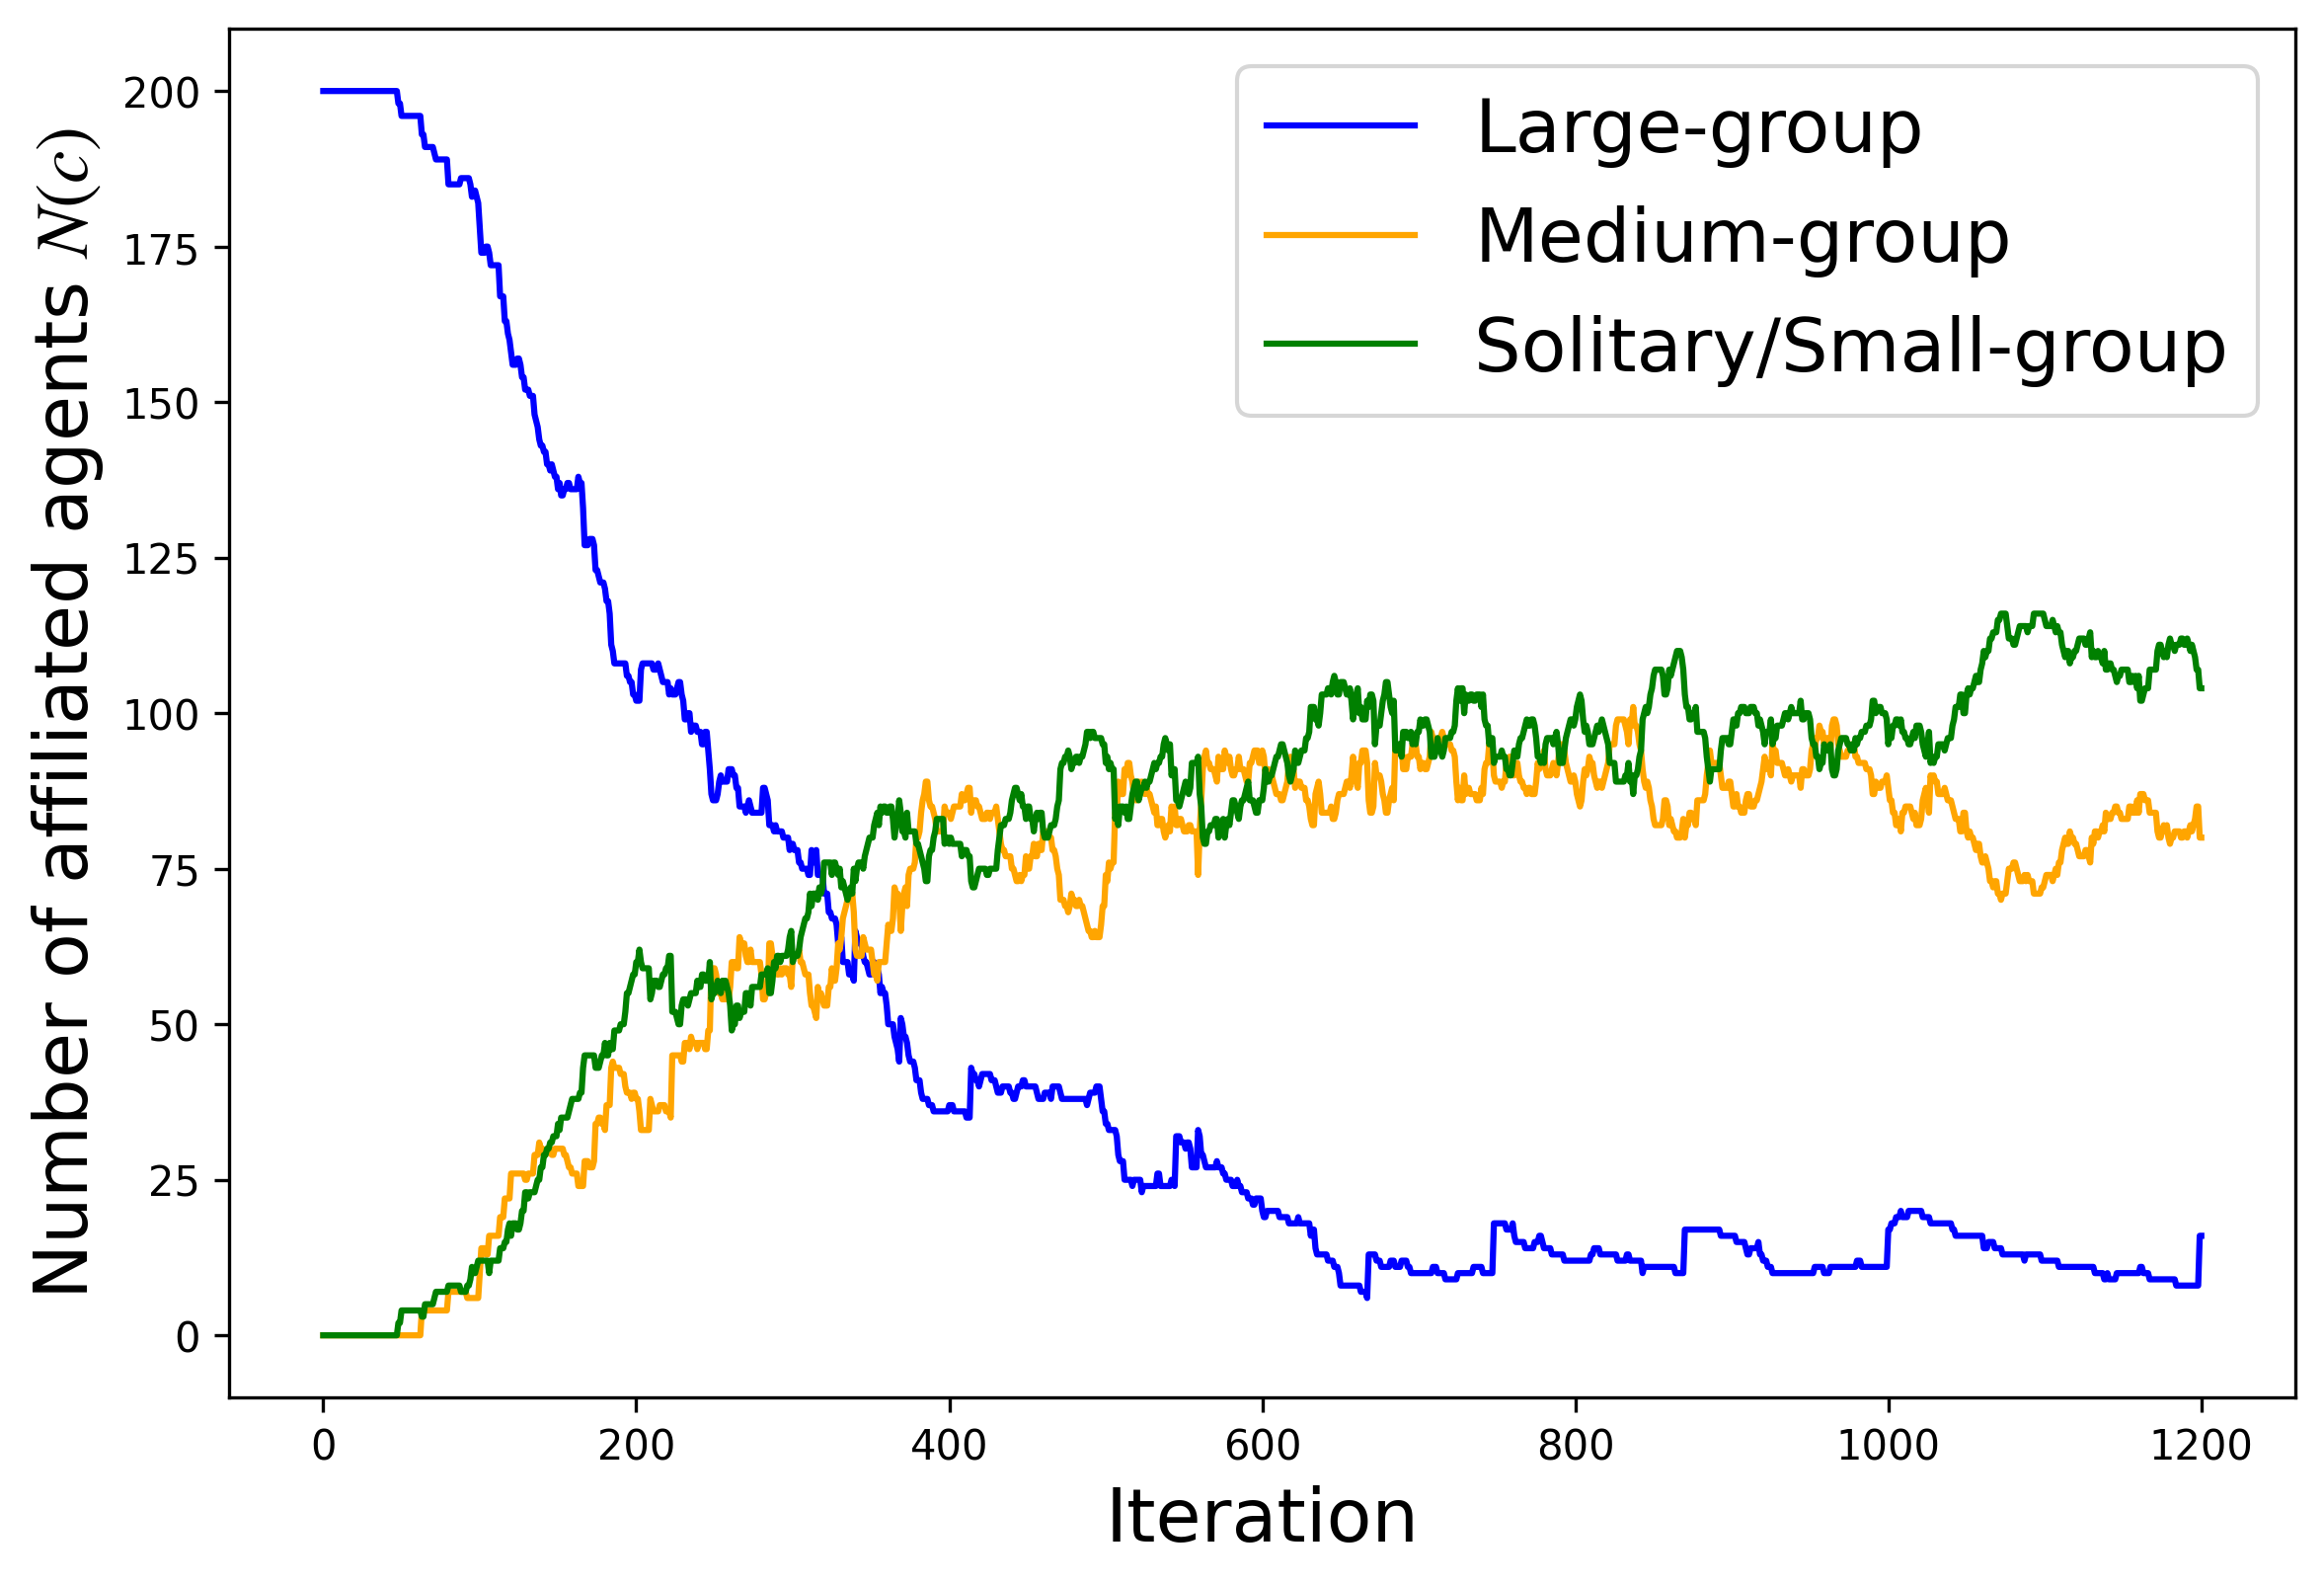 Number of affiliated agents N(c)
200
175
150
125
100
75
50
25
0
Large-group
Medium-group
Solitary/Small-group
0 200 400 600 800 1000 1200
Iteration